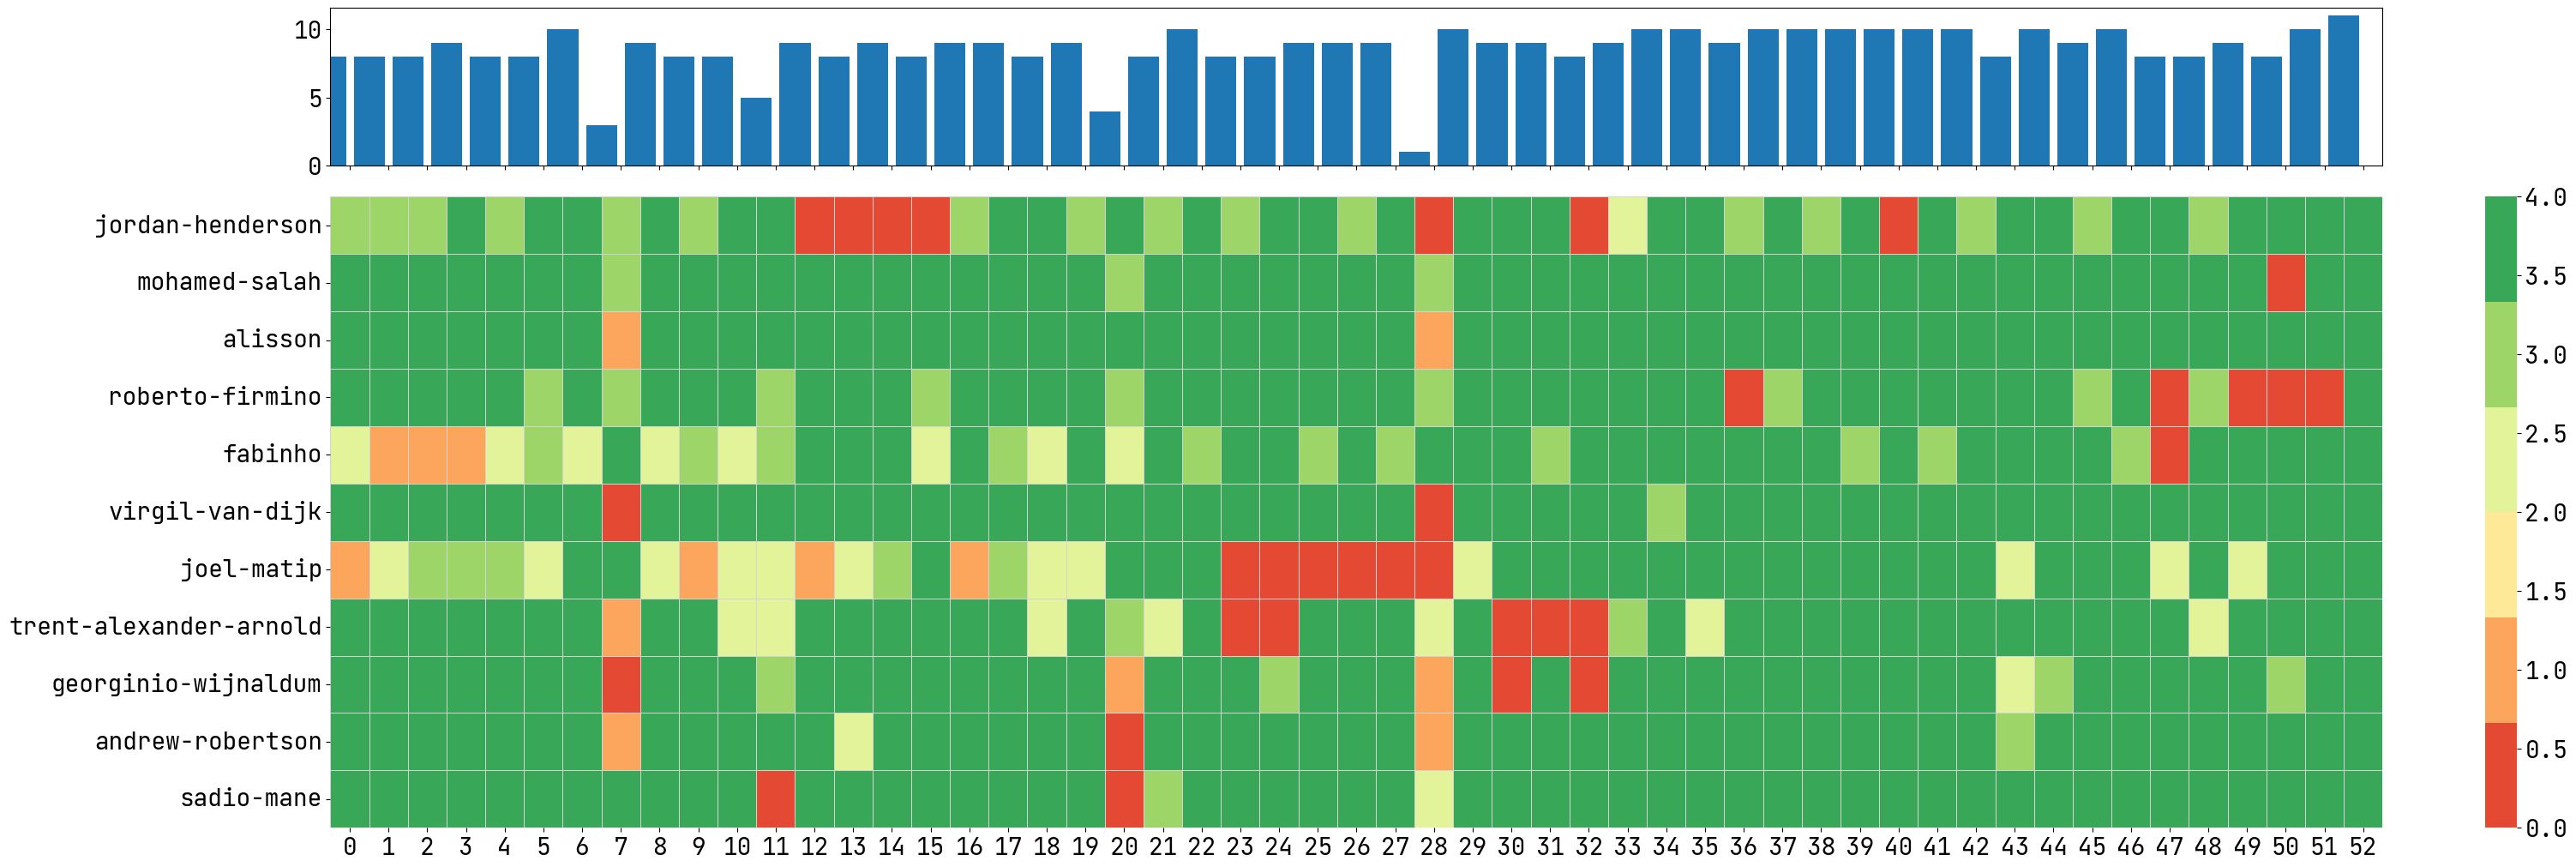 10
5
0
jordan-henderson
mohamed-salah
alisson
roberto-firmino
fabinho
virgil-van-dijk
joel-matip
trent-alexander-arnold
georginio-wijnaldum
andrew-robertson
sadio-mane
0 1 2 3 4 5 6 7 8 9 10 11 12 13 14 15 16 17 18 19 20 21 22 23 24 25 26 27 28 29 30 31 32 33 34 35 36 37 38 39 40 41 42 43 44 45 46 47 48 49 50 51 52
4.0
3.5
3.0
2.5
2.0
1.5
1.0
0.5
0.0